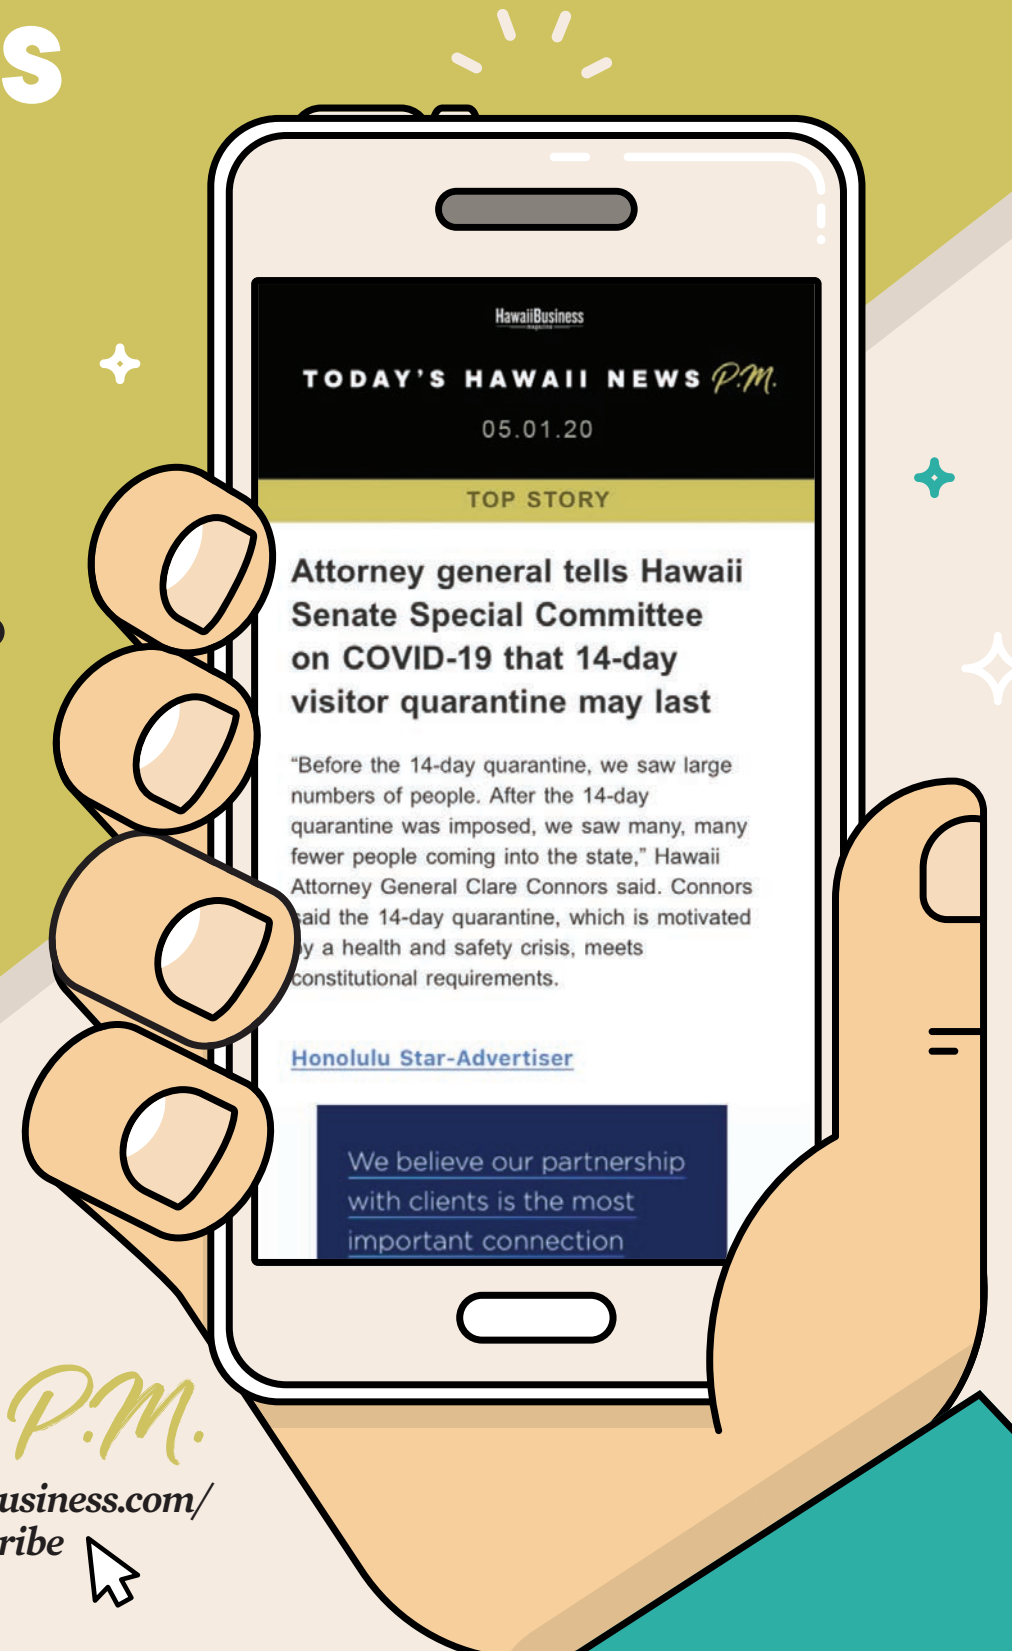 S
HawaiiBusiness
magazine
TODAY'S HAWAII NEWS P.M.
05.01.20
TOP STORY
Attorney general tells Hawaii
Senate Special Committee
on COVID-19 that 14-day
visitor quarantine may last
“Before the 14-day quarantine, we saw large
numbers of people. After the 14-day
quarantine was imposed, we saw many, many
fewer people coming into the state,” Hawaii
Attorney General Clare Connors said. Connors
said the 14-day quarantine, which is motivated
by a health and safety crisis, meets
constitutional requirements.
Honolulu Star-Advertiser
We believe our partnership
with clients is the most
important connection
P.M.
usiness.com/
ribe